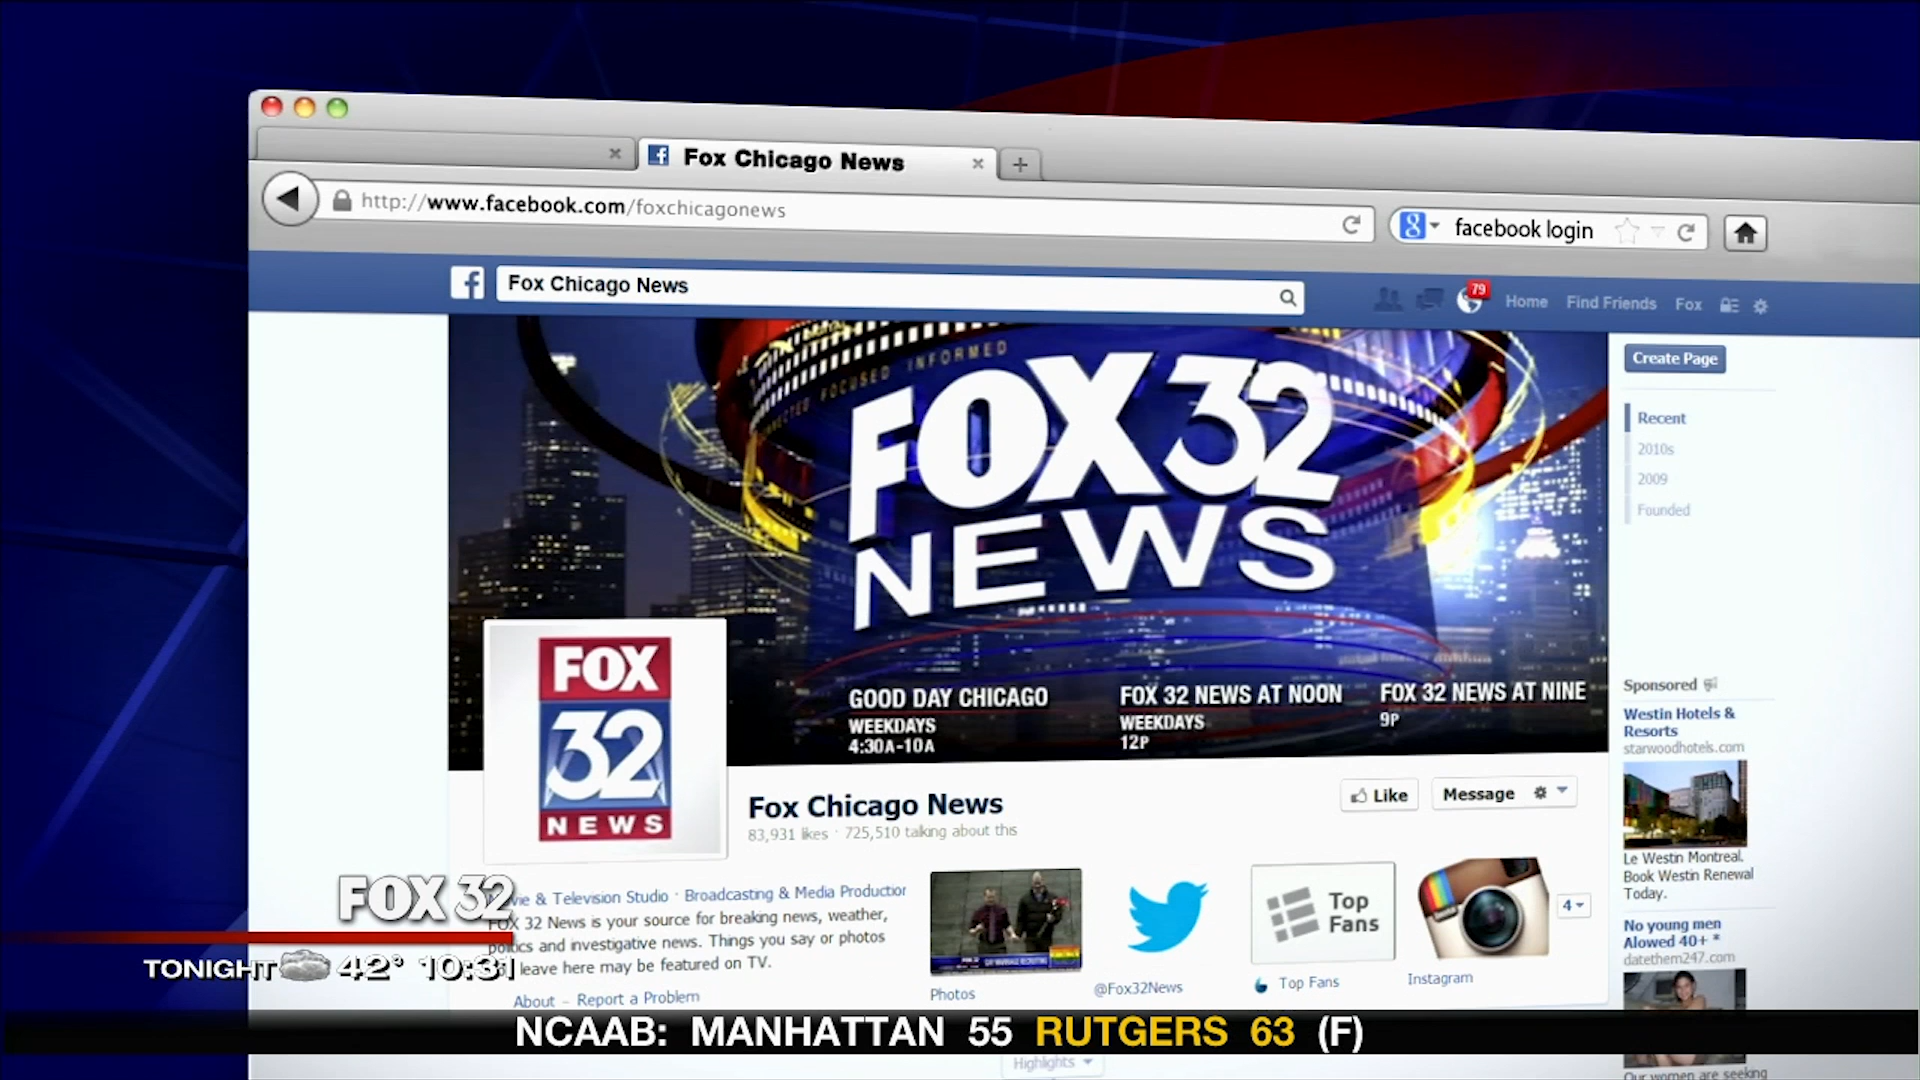 Fox Chicago News
http://www.facebook.com/foxchicagonews
facebook login
Fox Chicago News
79
Home Find Friends Fox
Create Page
Recent
2010s
2009
Founded
FOCUSED INFORMED
FOX 32
NEWS
GOOD DAY CHICAGO
WEEKDAYS
4:30A-10A
FOX 32 NEWS AT NOON
WEEKDAYS
12P
FOX 32 NEWS AT NINE
9P
FOX
32
NEWS
Fox Chicago News
83,931 likes · 725,510 talking about this
Like
Message
& Television Studio · Broadcasting & Media Production
FOX 32 News is your source for breaking news, weather,
politics and investigative news. Things you say or photos
leave here may be featured on TV.
About – Report a Problem
Photos
@Fox32News
Top
Fans
Top Fans
Instagram
4
Sponsored
Westin Hotels &
Resorts
starwoodhotels.com
Le Westin Montreal.
Book Westin Renewal
Today.
No young men
Alowed 40+ *
datethem247.com
Our women are seeking
FOX 32
TONIGHT 42° 10:31
NCAAB: MANHATTAN 55 RUTGERS 63 (F)
Highlights